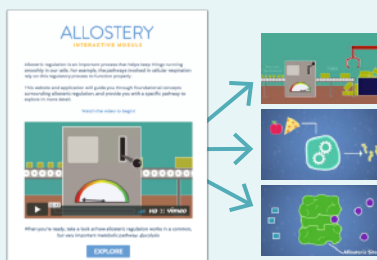 ALLOSTERY
INTERACTIVE MODULE
Allosteric regulation is an important process that helps keep things running
smoothly in our cells. For example, the pathways involved in cellular respiration
rely on this regulatory process to function properly.
This website and application will guide you through foundational concepts
surrounding allosteric regulation, and provide you with a specific pathway to
explore in more detail.
Watch the video to begin!
HD
vimeo
When you're ready, take a look at how allosteric regulation works in a common,
but very important metabolic pathway: glycolysis
EXPLORE
Allosteric Site